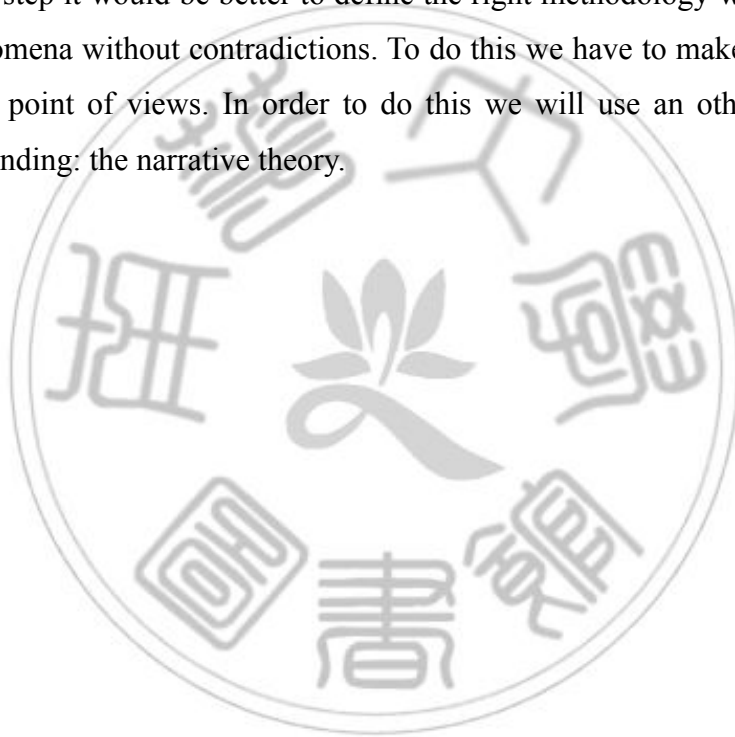 step it would be better to define the right methodology w
omena without contradictions. To do this we have to make
point of views. In order to do this we will use an oth
nding: the narrative theory.
書